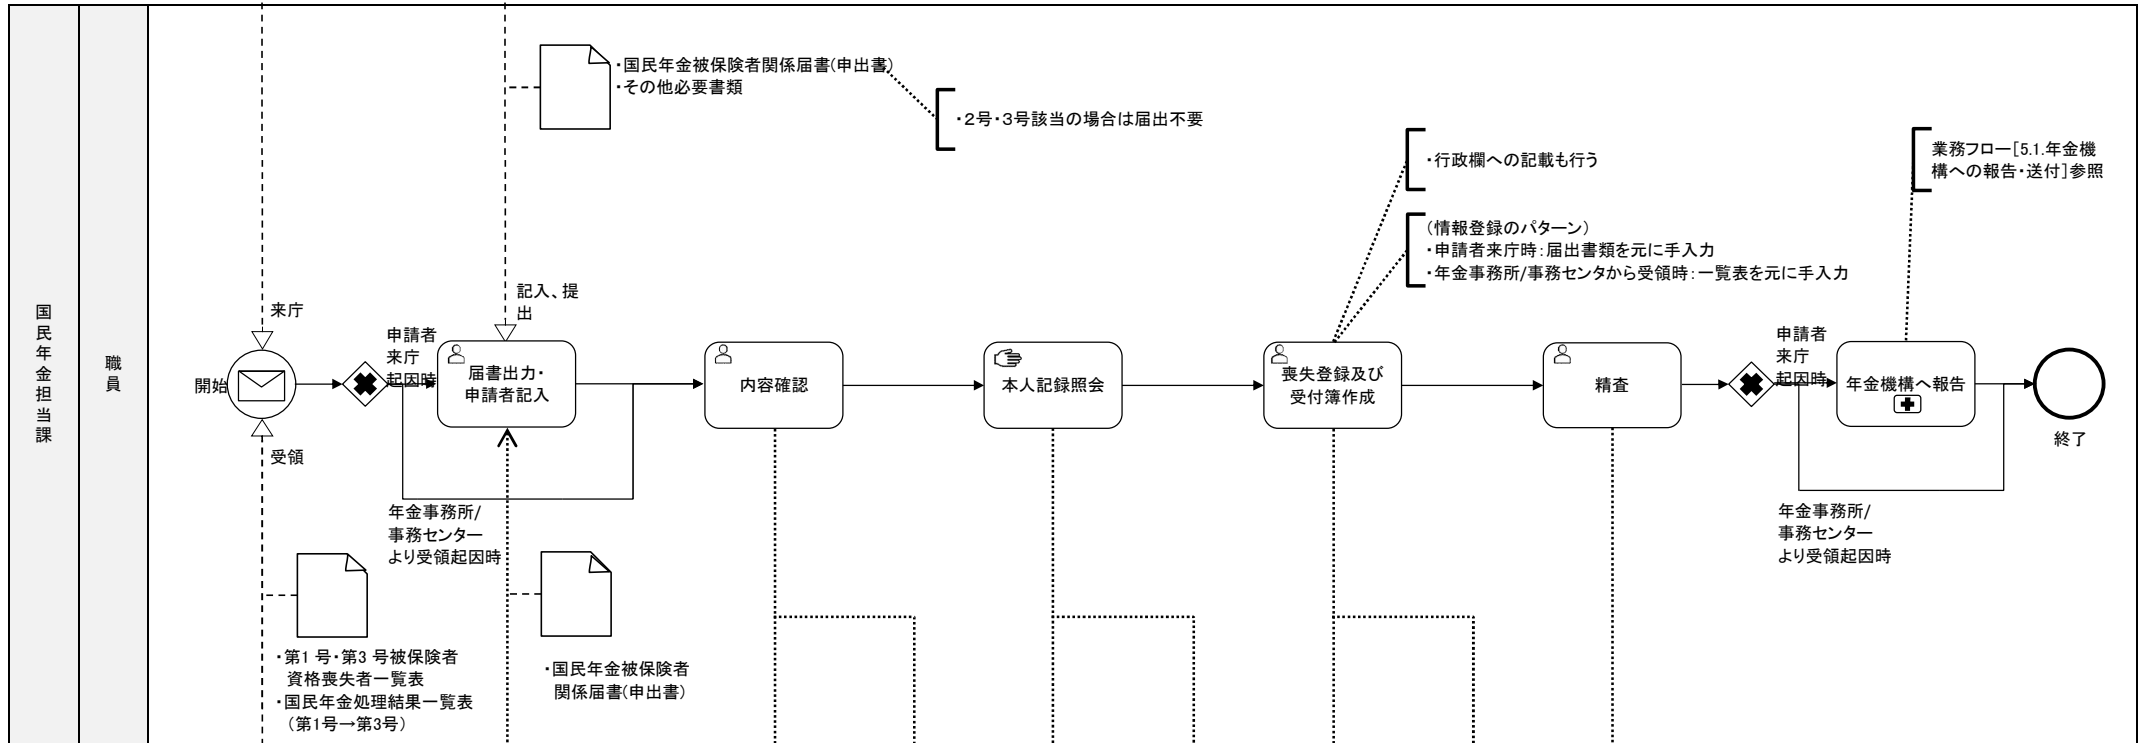 国民年金担当課
職員
・国民年金被保険者関係届書(申出書)
・その他必要書類
・2号・3号該当の場合は届出不要
・行政欄への記載も行う
(情報登録のパターン)
・申請者来庁時:届出書類を元に手入力
・年金事務所/事務センタから受領時:一覧表を元に手入力
業務フロー[5.1.年金機
構への報告・送付]参照
来庁
記入、提
出
開始
受領
申請者
来庁
起因時
届書出力・
申請者記入
内容確認
本人記録照会
喪失登録及び
受付簿作成
精査
申請者
来庁
起因時
年金機構へ報告
終了
年金事務所/
事務センター
より受領起因時
年金事務所/
事務センター
より受領起因時
・第1 号・第3 号被保険者
資格喪失者一覧表
・国民年金処理結果一覧表
(第1号→第3号)
・国民年金被保険者
関係届書(申出書)